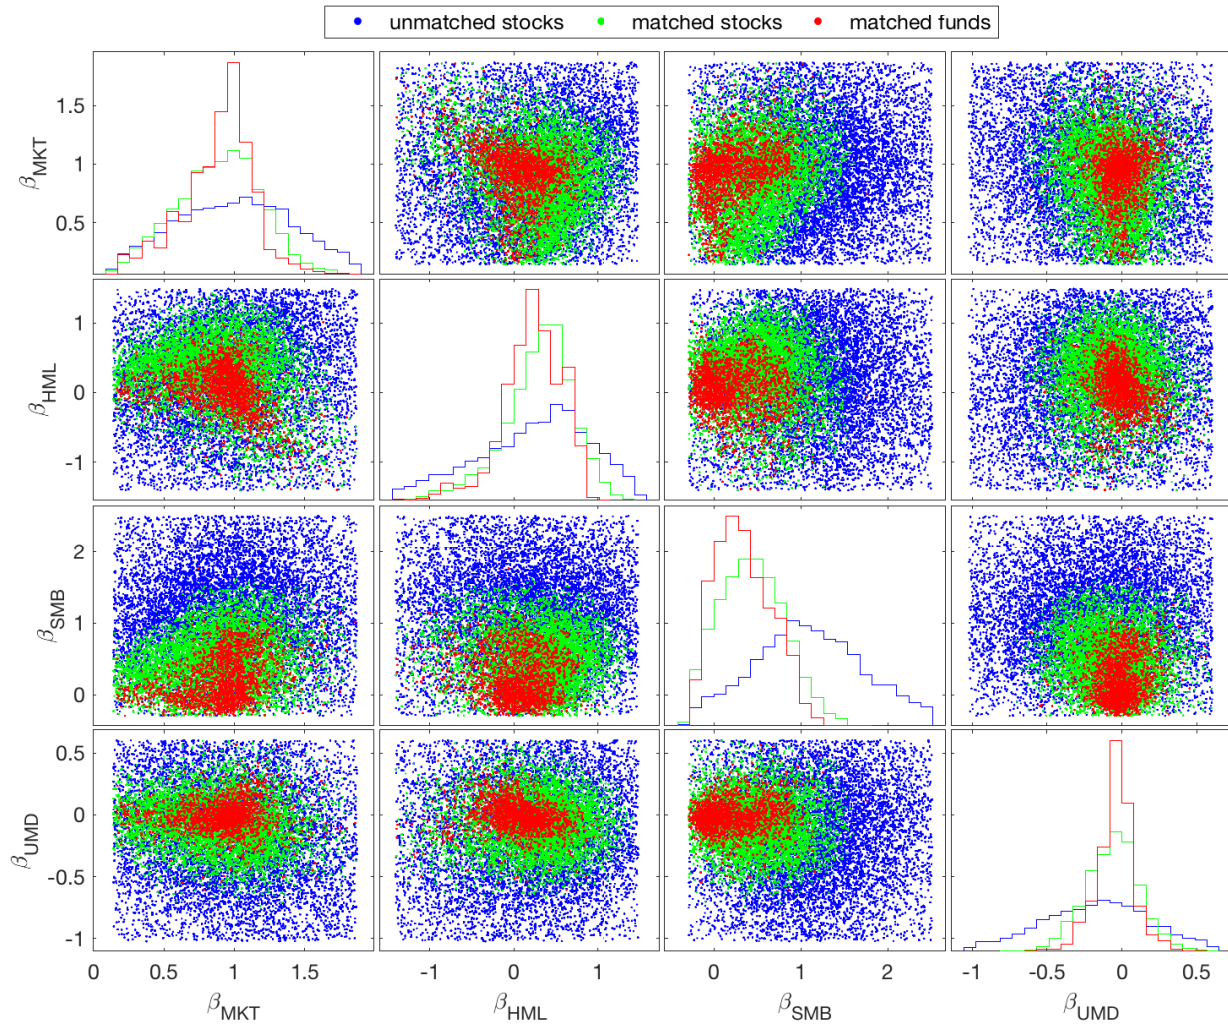 unmatched stocks matched stocks matched funds
β_MKT
1.5
1
0.5
β_HML
1
0
-1
β_SMB
2
1
0
β_UMD
0.5
0
-0.5
-1
0 0.5 1 1.5 -1 0 1 0 1 2 -1 -0.5 0 0.5
β_MKT β_HML β_SMB β_UMD